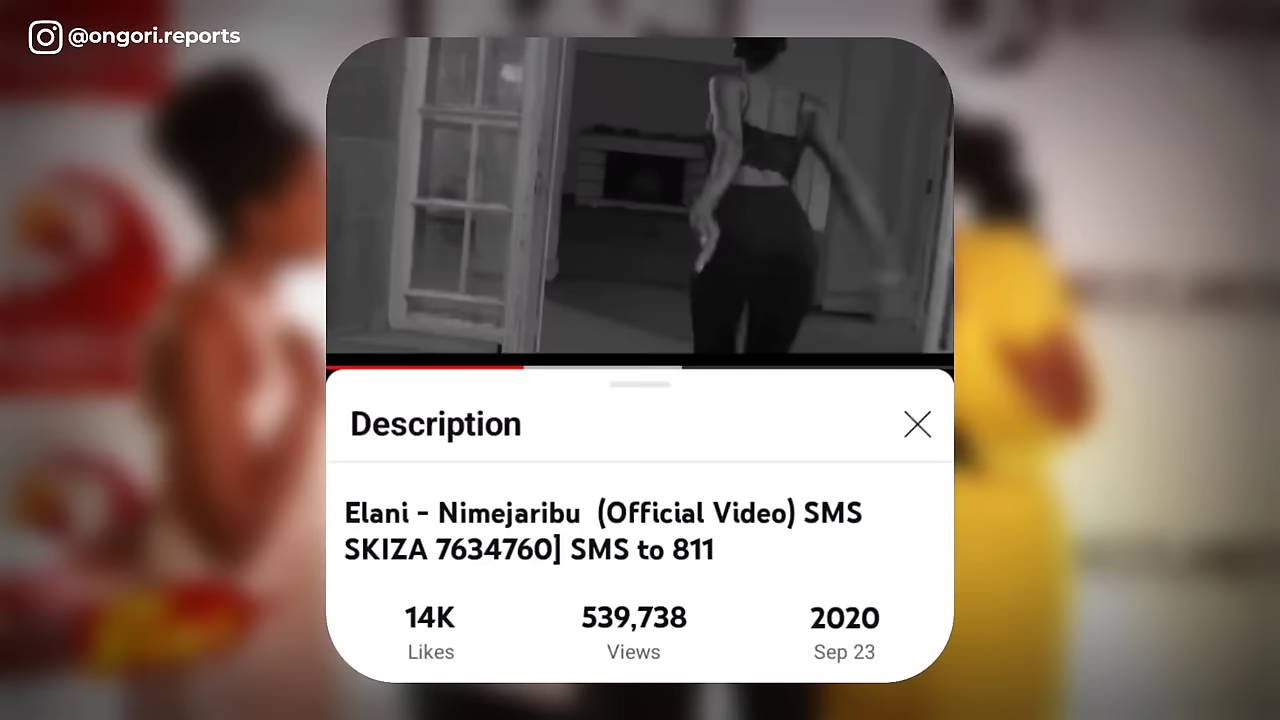 @ongori.reports
Description
Elani - Nimejaribu (Official Video) SMS
SKIZA 7634760] SMS to 811
14K 539,738 2020
Likes Views Sep 23